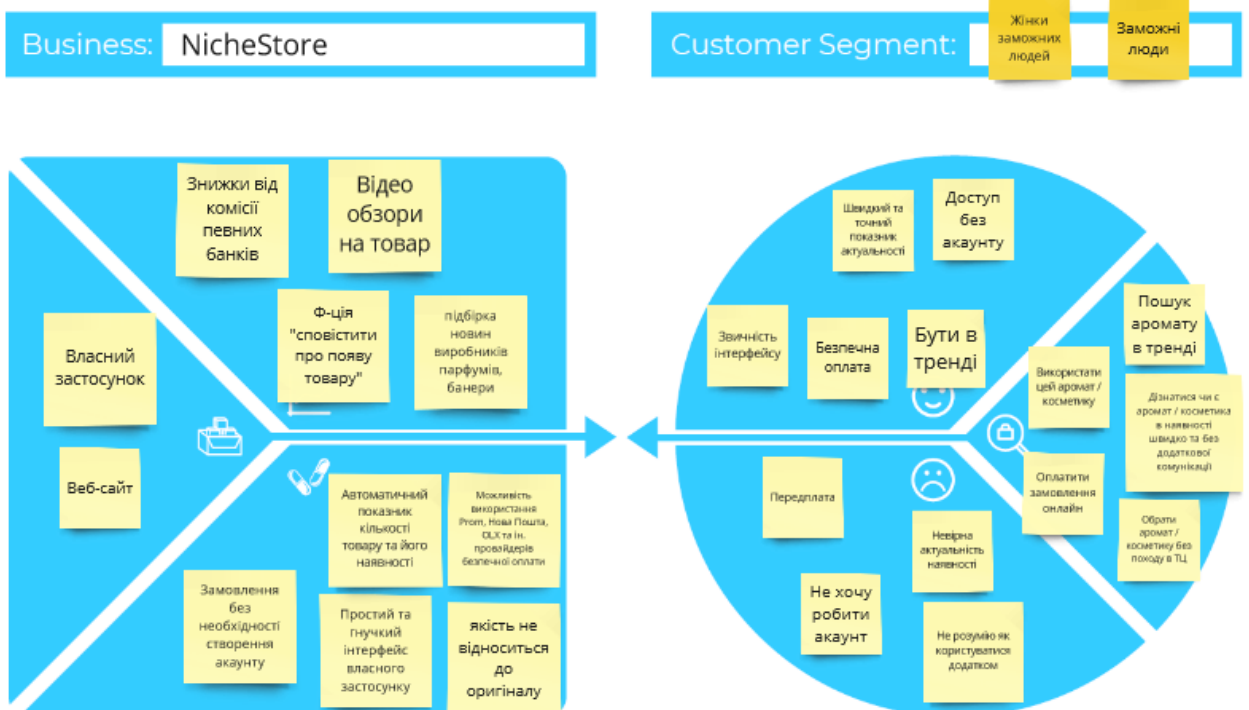 Business: NicheStore
Customer Segment:
Жінки
заможних
людей
Заможні
люди
Знижки від
комісії
певних
банків
Відео
обзори
на товар
Ф-ція
"сповістити
про появу
товару"
підбірка
новин
виробників
парфумів,
банери
Власний
застосунок
Веб-сайт
Автоматичний
показник
кількості
товару та його
наявності
Можливість
використання
Prom, Нова Пошта,
OLX та ін.
провайдерів
безпечної оплати
Замовлення
без
необхідності
створення
акаунту
Простий та
гнучкий
інтерфейс
власного
застосунку
якість не
відноситься
до
оригіналу
Швидкий та
точний
показник
актуальності
Доступ
без
акаунту
Звичність
інтерфейсу
Безпечна
оплата
Бути в
тренді
Пошук
аромату
в тренді
Використати
цей аромат /
косметику
Дізнатися чи є
аромат / косметика
в наявності
швидко та без
додаткової
комунікації
Оплатити
замовлення
онлайн
Обрати
аромат /
косметику без
походу в ТЦ
Передплата
Невірна
актуальність
наявності
Не хочу
робити
акаунт
Не розумію як
користуватися
додатком